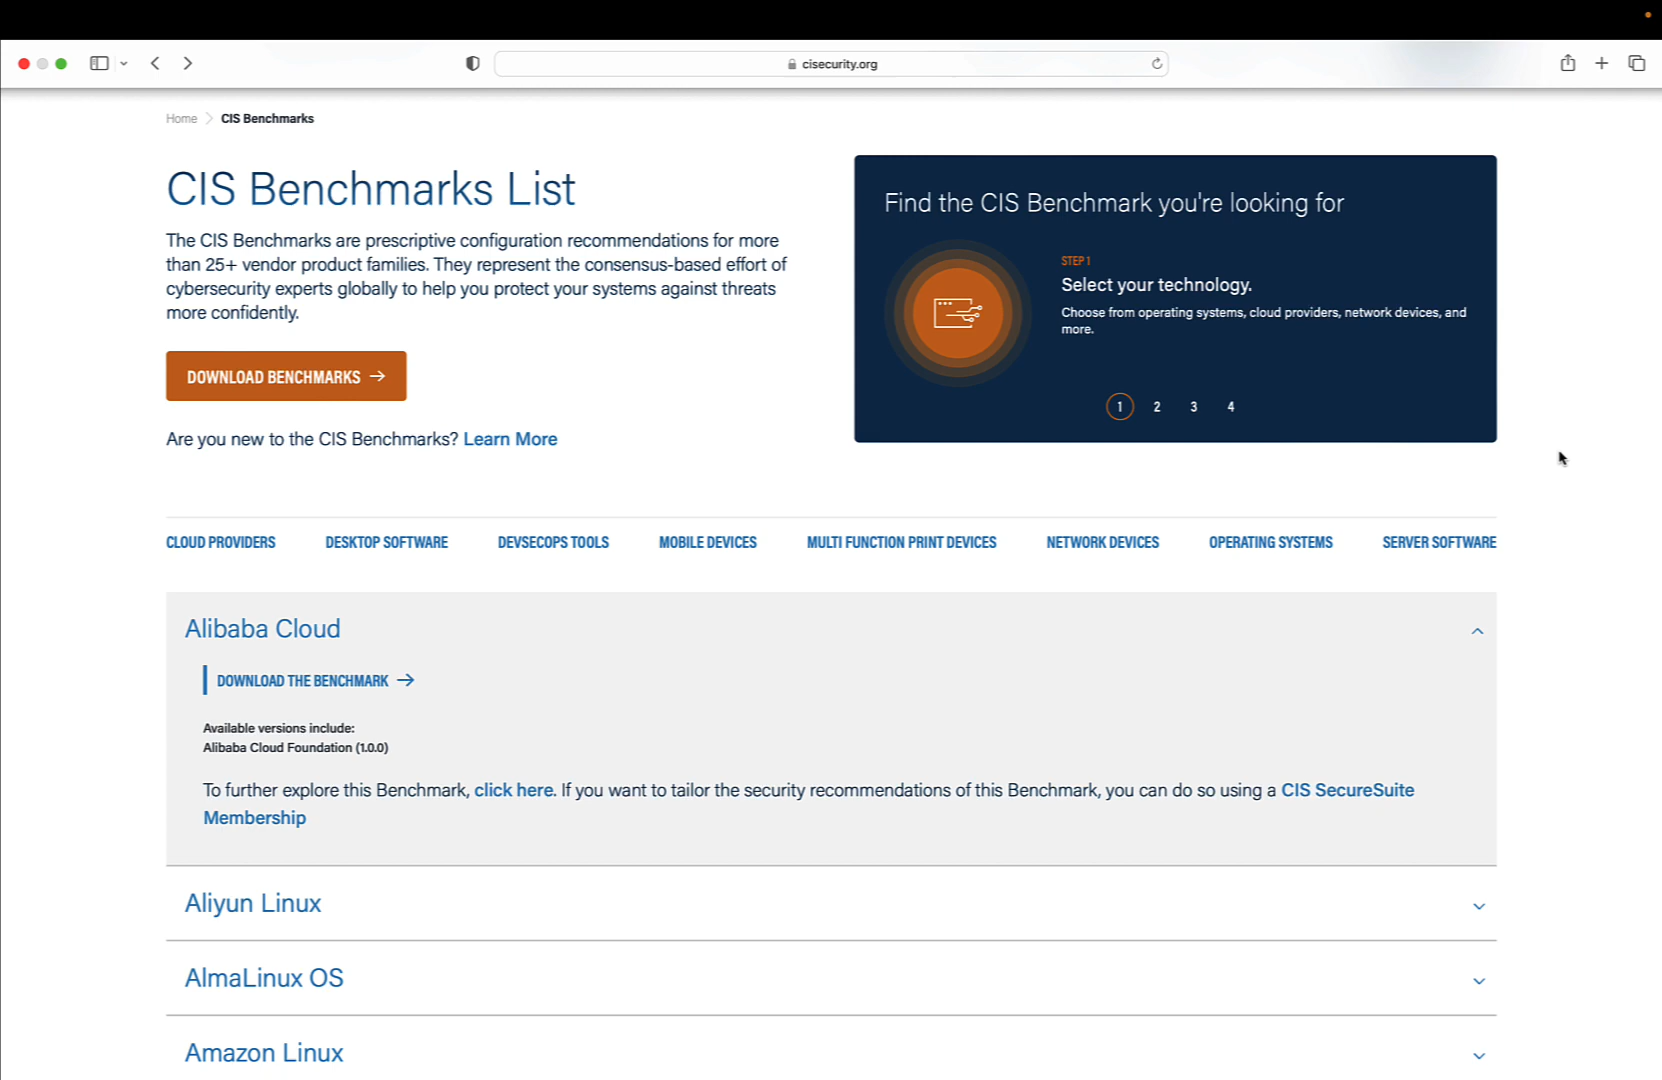 cisecurity.org
Home
CIS Benchmarks
CIS Benchmarks List
The CIS Benchmarks are prescriptive configuration recommendations for more
than 25+ vendor product families. They represent the consensus-based effort of
cybersecurity experts globally to help you protect your systems against threats
more confidently.
DOWNLOAD BENCHMARKS
Are you new to the CIS Benchmarks? Learn More
Find the CIS Benchmark you're looking for
STEP 1
Select your technology.
Choose from operating systems, cloud providers, network devices, and
more.
1 2 3 4
CLOUD PROVIDERS DESKTOP SOFTWARE DEVSECOPS TOOLS MOBILE DEVICES MULTI FUNCTION PRINT DEVICES NETWORK DEVICES OPERATING SYSTEMS SERVER SOFTWARE
Alibaba Cloud
DOWNLOAD THE BENCHMARK
Available versions include:
Alibaba Cloud Foundation (1.0.0)
To further explore this Benchmark, click here. If you want to tailor the security recommendations of this Benchmark, you can do so using a CIS SecureSuite
Membership
Aliyun Linux
AlmaLinux OS
Amazon Linux